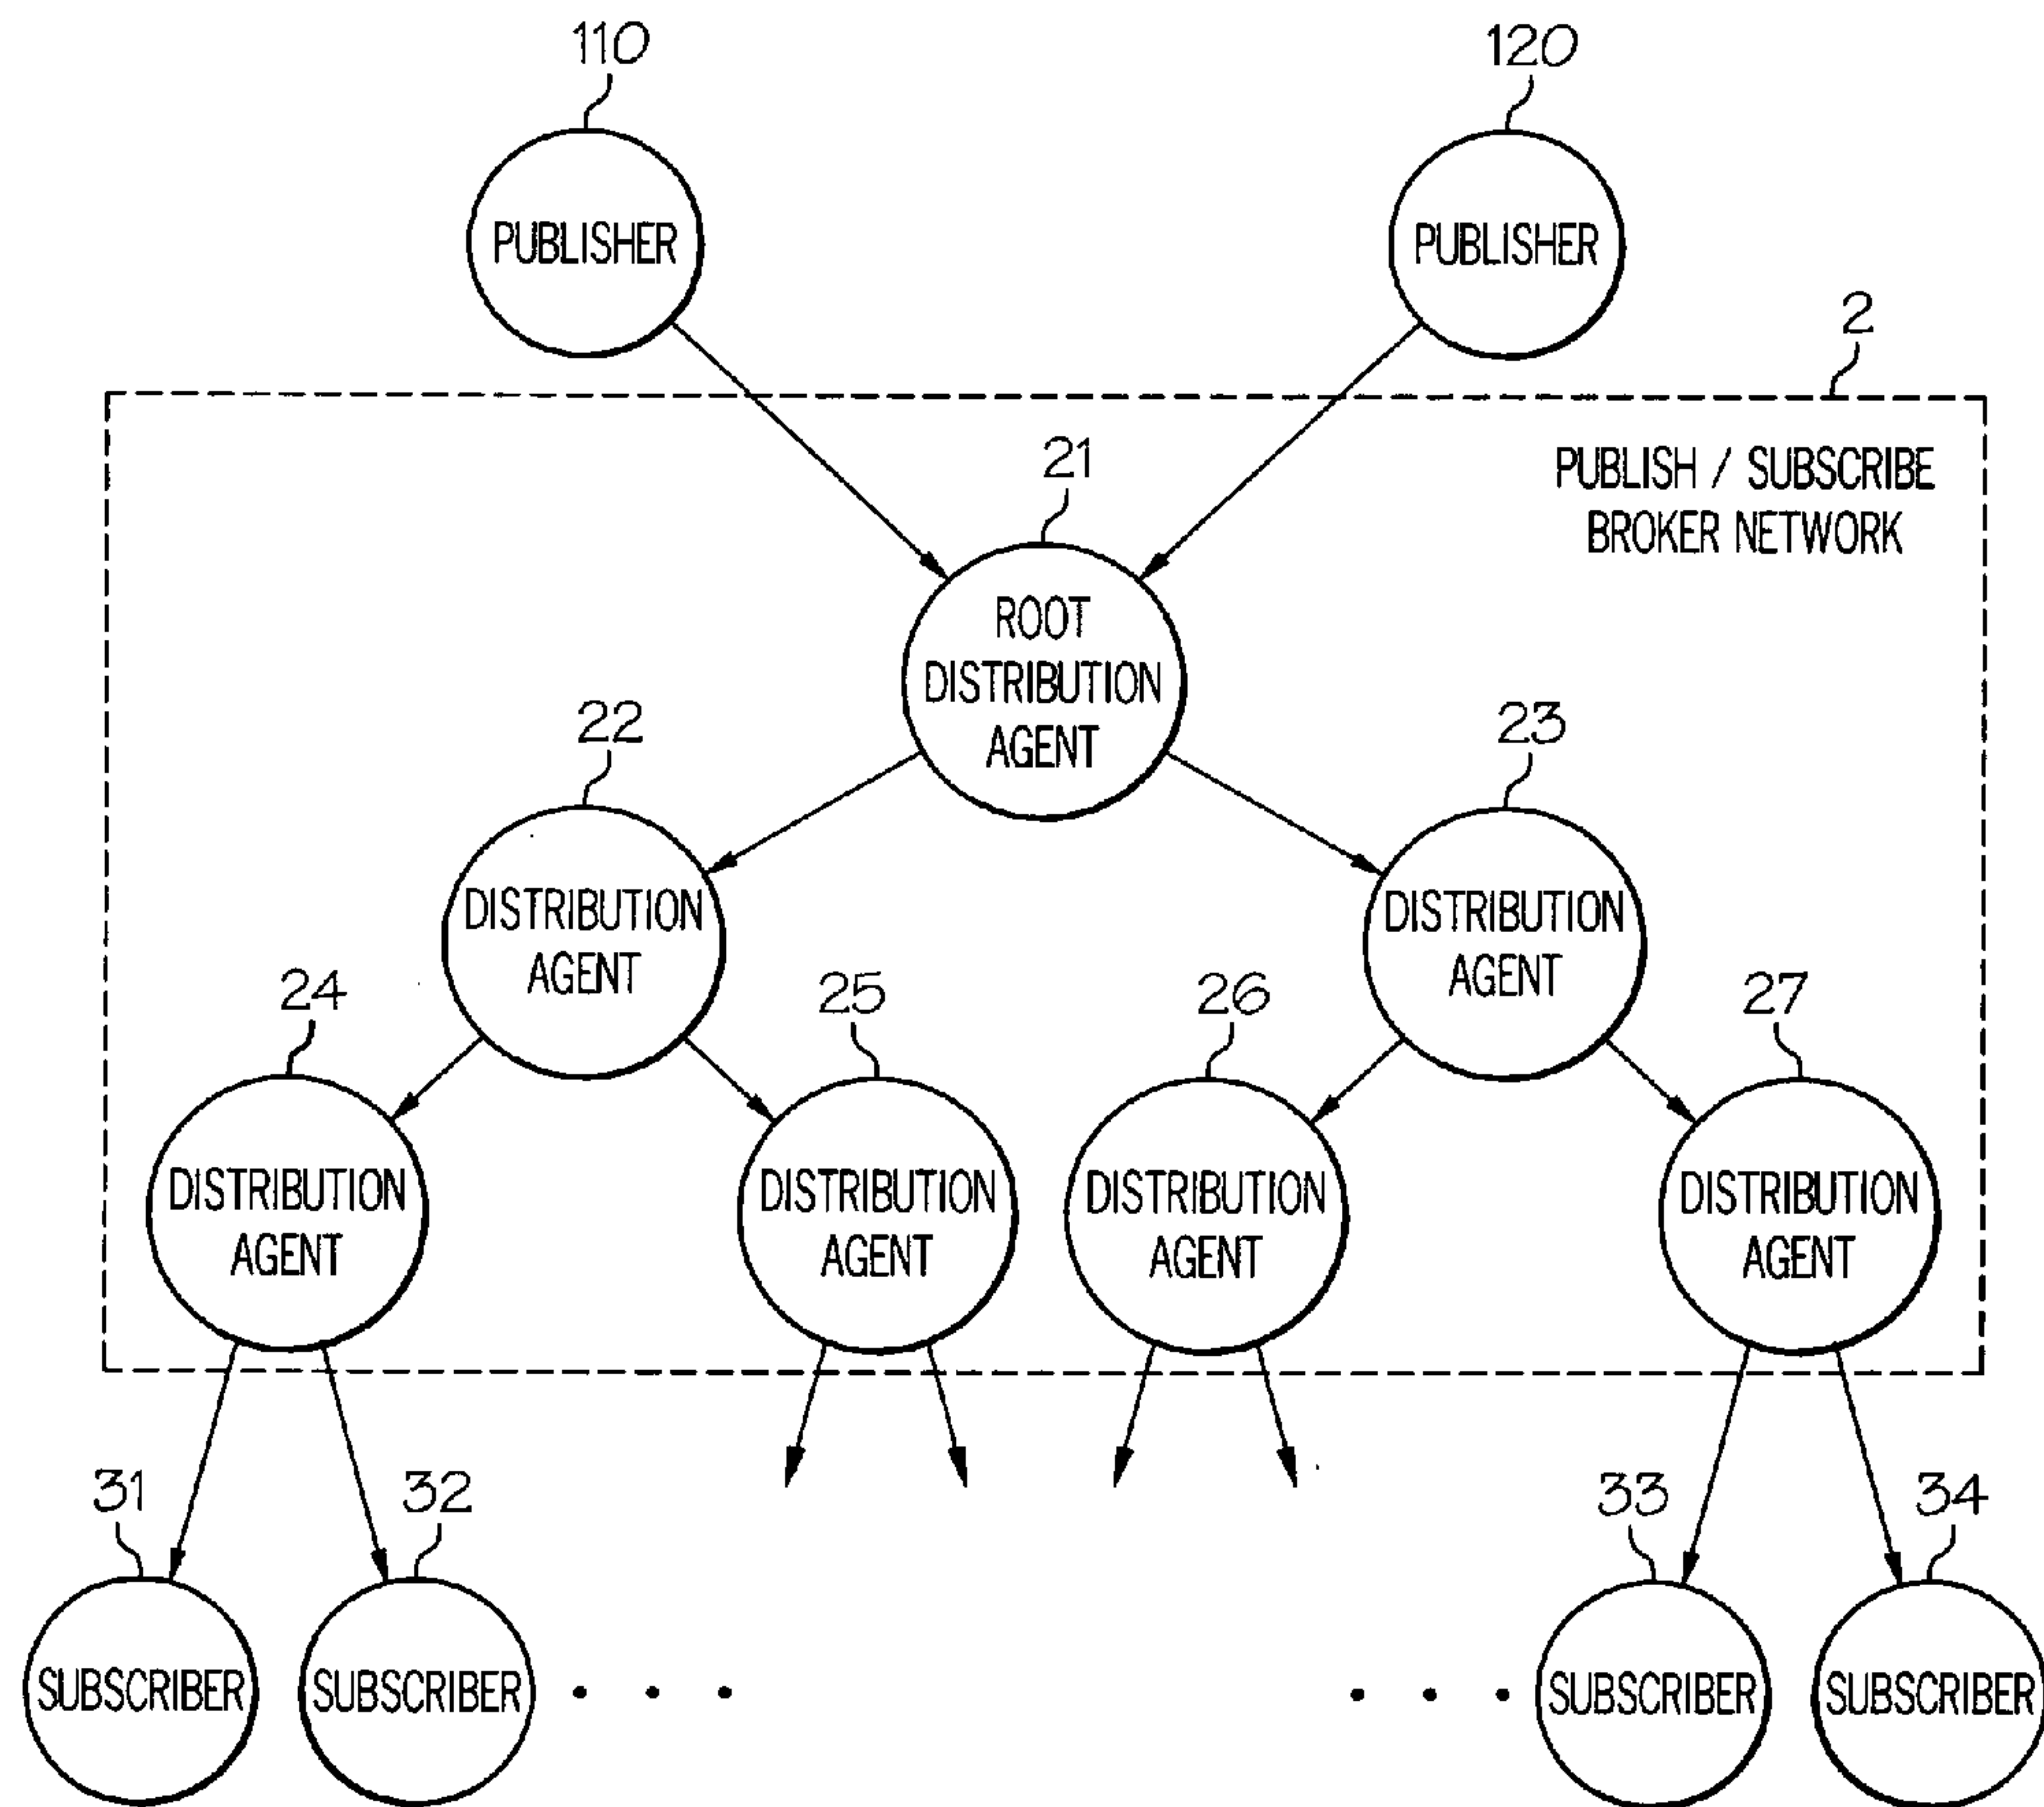 110
120
PUBLISHER
PUBLISHER
2
PUBLISH / SUBSCRIBE
BROKER NETWORK
21
ROOT
DISTRIBUTION
AGENT
22
23
DISTRIBUTION
AGENT
DISTRIBUTION
AGENT
24
25
26
27
DISTRIBUTION
AGENT
DISTRIBUTION
AGENT
DISTRIBUTION
AGENT
DISTRIBUTION
AGENT
31
32
33
34
SUBSCRIBER
SUBSCRIBER
SUBSCRIBER
SUBSCRIBER